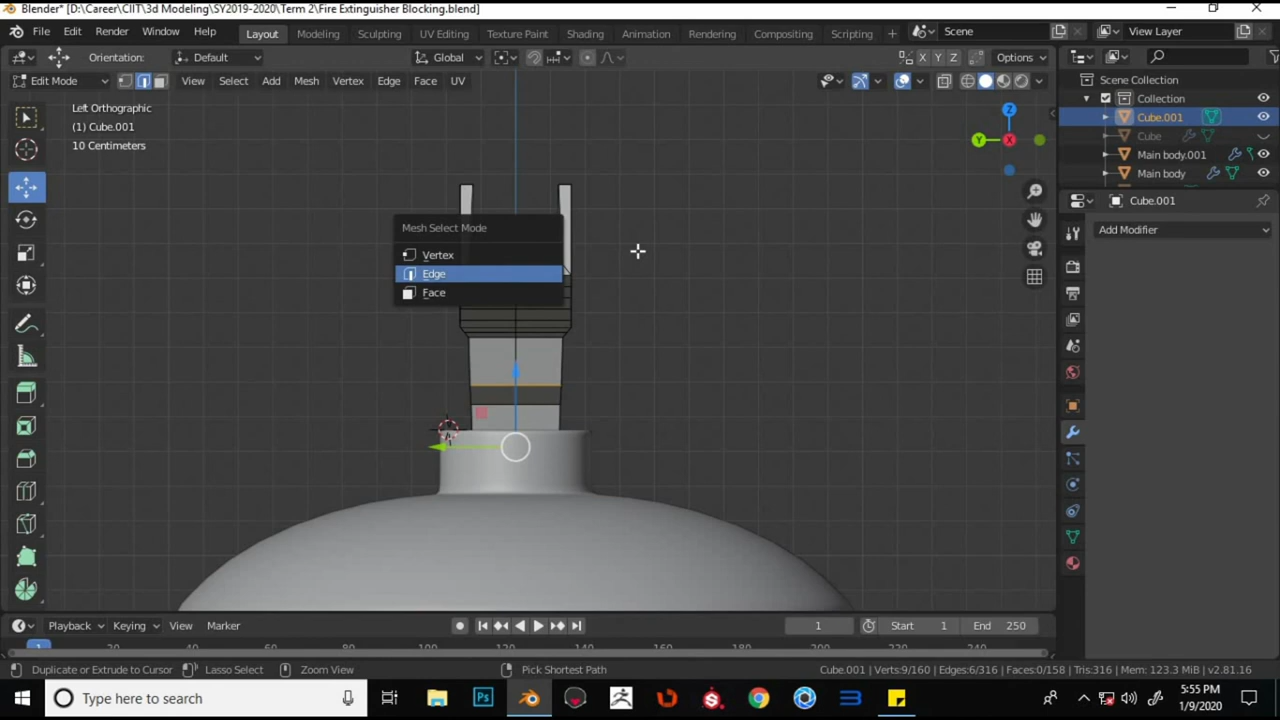 Blender* [D:\Career\CIIT\3d Modeling\SY2019-2020\Term 2\Fire Extinguisher Blocking.blend]
File Edit Render Window Help Layout Modeling Sculpting UV Editing Texture Paint Shading Animation Rendering Compositing Scripting + Scene View Layer
Orientation: Default Global X Y Z Options
Edit Mode View Select Add Mesh Vertex Edge Face UV
Scene Collection
Collection
Cube.001
Cube
Main body.001
Main body
Left Orthographic
(1) Cube.001
10 Centimeters
Z
Y X
Cube.001
Add Modifier
Mesh Select Mode
Vertex
Edge
Face
Playback Keying View Marker 1 Start 1 End 250
1
Duplicate or Extrude to Cursor Lasso Select Zoom View Pick Shortest Path Cube.001 | Verts:9/160 | Edges:6/316 | Faces:0/158 | Tris:316 | Mem: 123.3 MiB | v2.81.16
Type here to search Ps 5:55 PM
1/9/2020